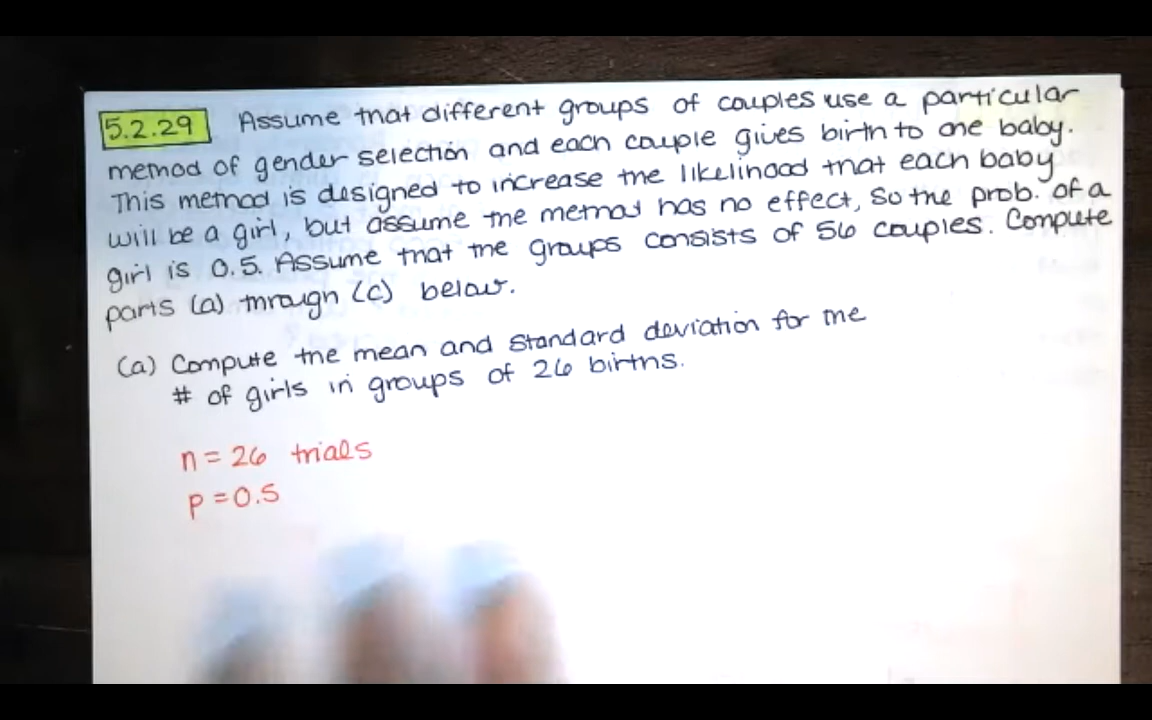 5.2.29 Assume that different groups of couples use a particular
method of gender selection and each couple gives birth to one baby.
This method is designed to increase the likelihood that each baby
will be a girl, but assume the method has no effect, so the prob. of a
girl is 0.5. Assume that the groups consists of 56 couples. Compute
parts (a) through (c) below.
(a) Compute the mean and standard deviation for the
# of girls in groups of 26 births.
n = 26 trials
p = 0.5